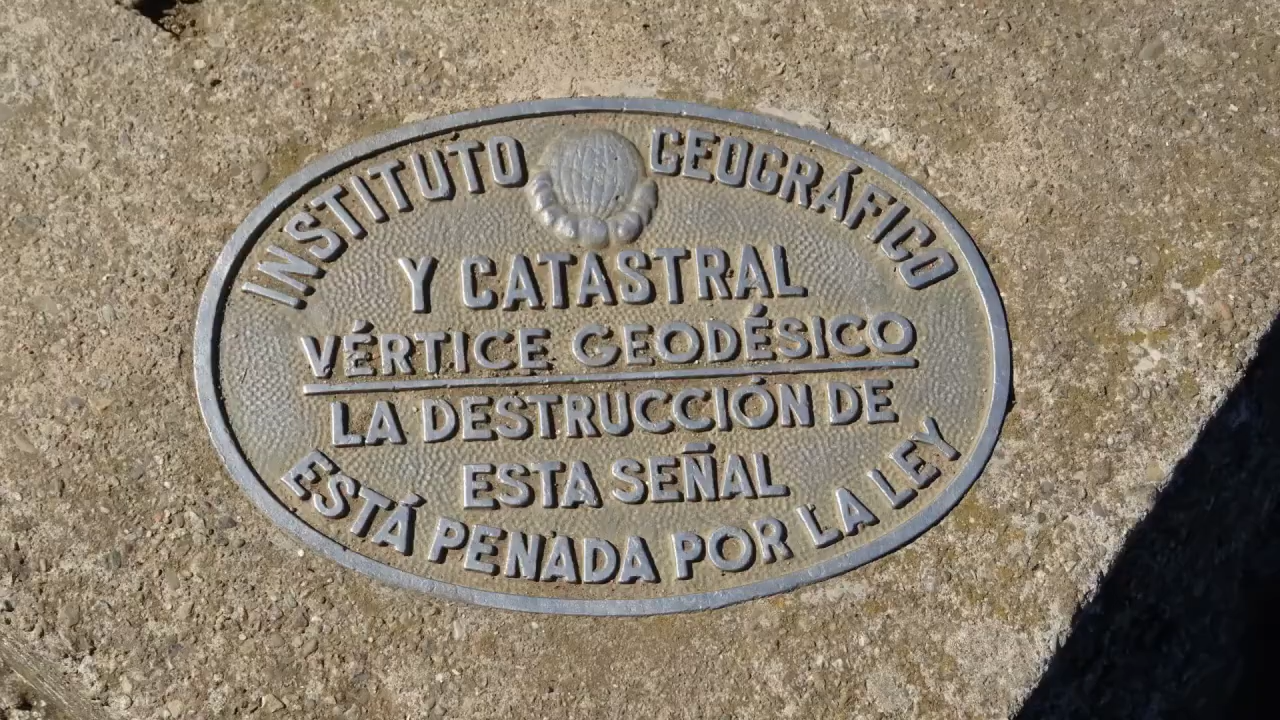 INSTITUTO GEOGRÁFICO
Y CATASTRAL
VÉRTICE GEODÉSICO
LA DESTRUCCIÓN DE
ESTA SEÑAL
ESTÁ PENADA POR LA LEY